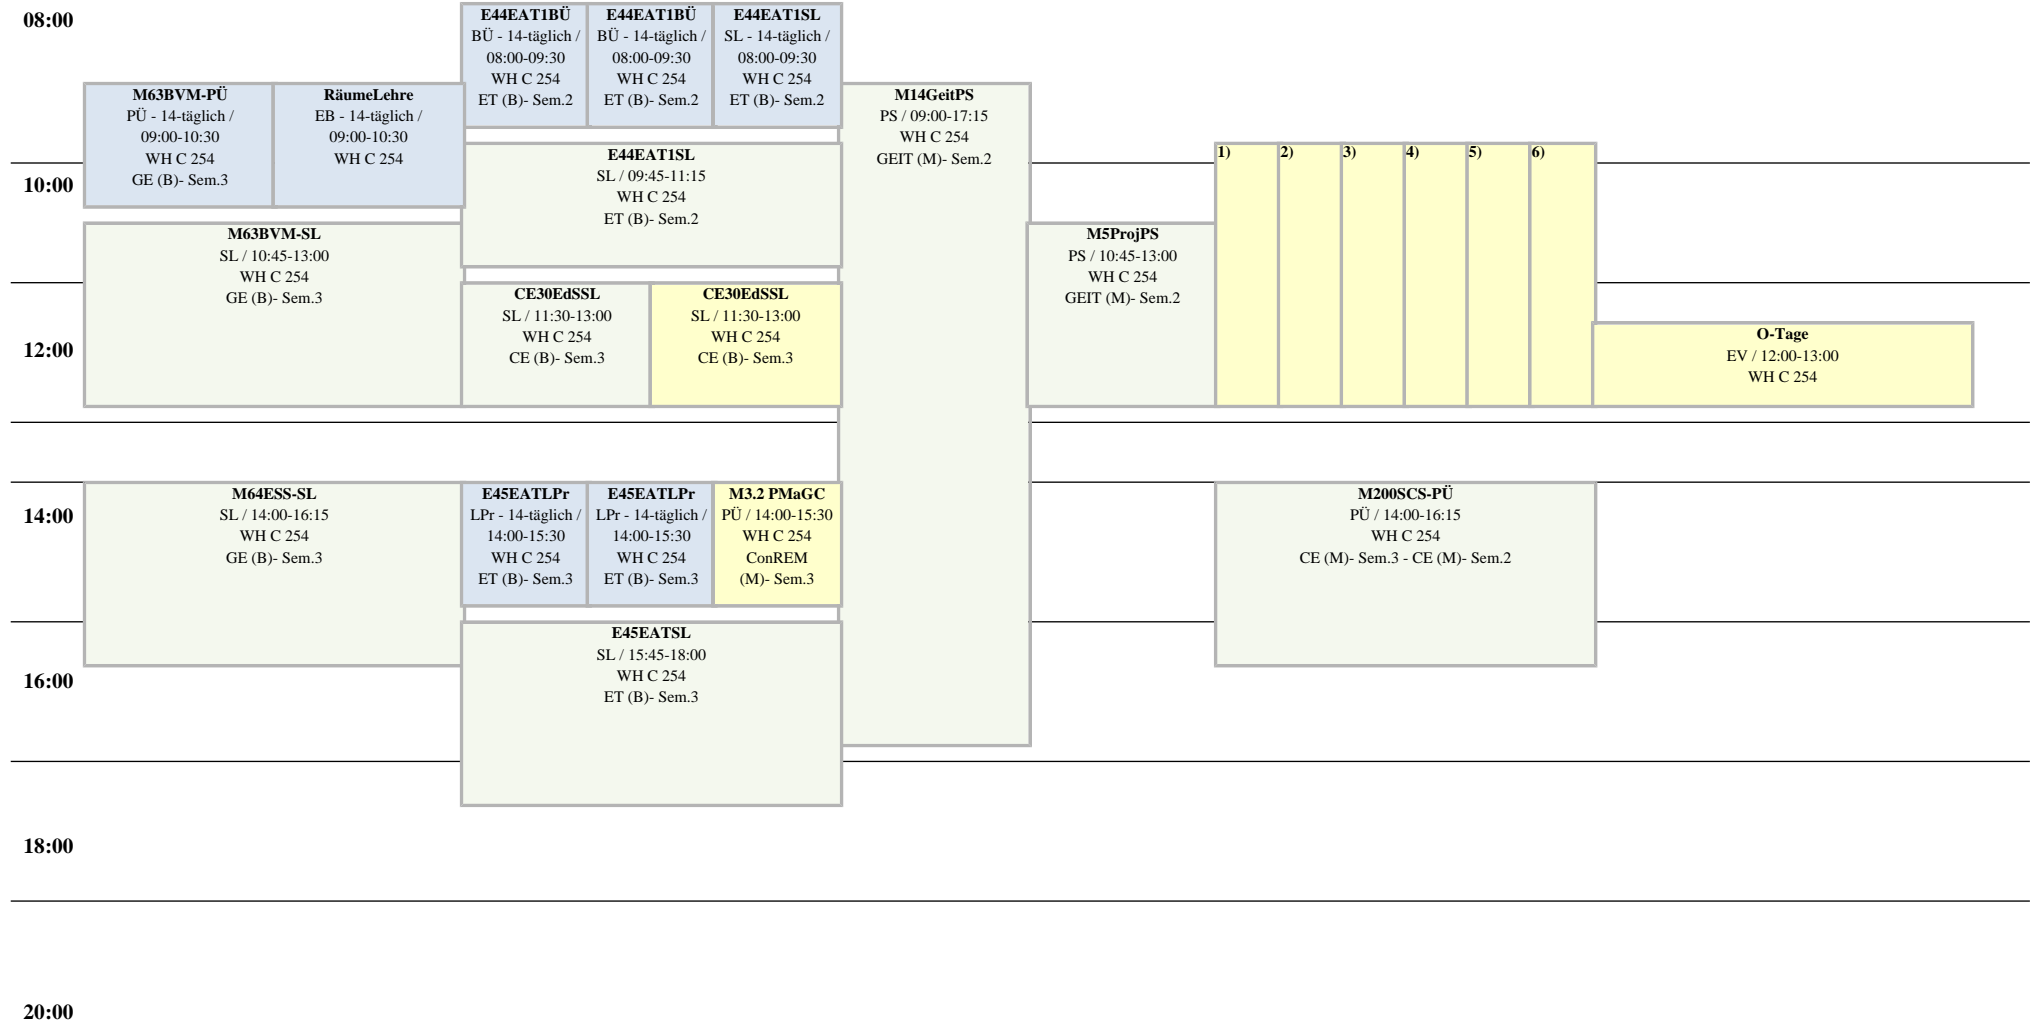 08:00
10:00
12:00
14:00
16:00
18:00
20:00
M63BVM-PÜ
PÜ - 14-täglich /
09:00-10:30
WH C 254
GE (B)- Sem.3
RäumeLehre
EB - 14-täglich /
09:00-10:30
WH C 254
M63BVM-SL
SL / 10:45-13:00
WH C 254
GE (B)- Sem.3
M64ESS-SL
SL / 14:00-16:15
WH C 254
GE (B)- Sem.3
E44EAT1BÜ
BÜ - 14-täglich /
08:00-09:30
WH C 254
ET (B)- Sem.2
E44EAT1BÜ
BÜ - 14-täglich /
08:00-09:30
WH C 254
ET (B)- Sem.2
E44EAT1SL
SL - 14-täglich /
08:00-09:30
WH C 254
ET (B)- Sem.2
E44EAT1SL
SL / 09:45-11:15
WH C 254
ET (B)- Sem.2
CE30EdSSL
SL / 11:30-13:00
WH C 254
CE (B)- Sem.3
CE30EdSSL
SL / 11:30-13:00
WH C 254
CE (B)- Sem.3
E45EATLPr
LPr - 14-täglich /
14:00-15:30
WH C 254
ET (B)- Sem.3
E45EATLPr
LPr - 14-täglich /
14:00-15:30
WH C 254
ET (B)- Sem.3
M3.2 PMaGC
PÜ / 14:00-15:30
WH C 254
ConREM
(M)- Sem.3
E45EATSL
SL / 15:45-18:00
WH C 254
ET (B)- Sem.3
M14GeitPS
PS / 09:00-17:15
WH C 254
GEIT (M)- Sem.2
M5ProjPS
PS / 10:45-13:00
WH C 254
GEIT (M)- Sem.2
1)
2)
3)
4)
5)
6)
M200SCS-PÜ
PÜ / 14:00-16:15
WH C 254
CE (M)- Sem.3 - CE (M)- Sem.2
O-Tage
EV / 12:00-13:00
WH C 254